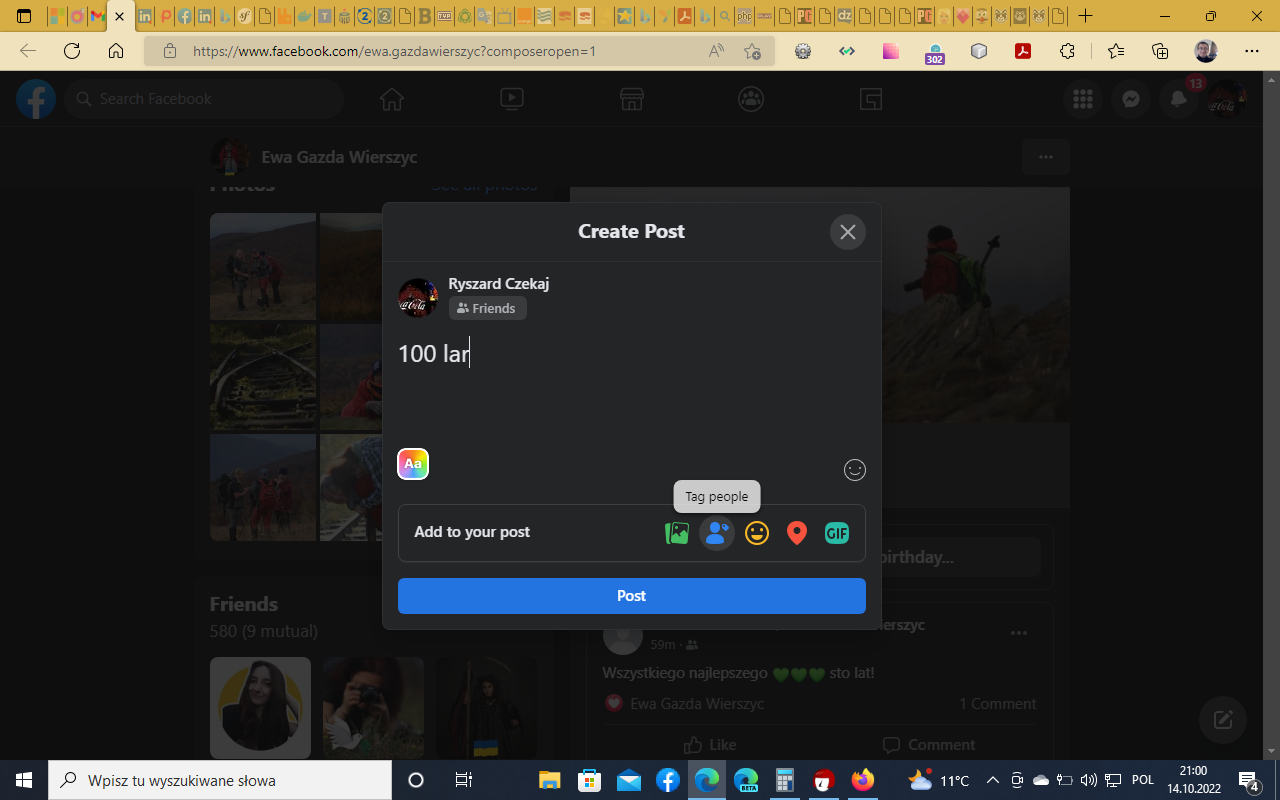 https://www.facebook.com/ewa.gazdawierszyc?composeropen=1
302
Search Facebook
13
Ewa Gazda Wierszyc
Photos
See all photos
Create Post
Ryszard Czekaj
Friends
100 lar
Aa
Tag people
Add to your post
GIF
Post
birthday...
Friends
580 (9 mutual)
ierszyc
59m
Wszystkiego najlepszego 💚💚💚 sto lat!
Ewa Gazda Wierszyc
1 Comment
Like
Comment
Wpisz tu wyszukiwane słowa
BETA
11°C
POL
21:00
14.10.2022
4